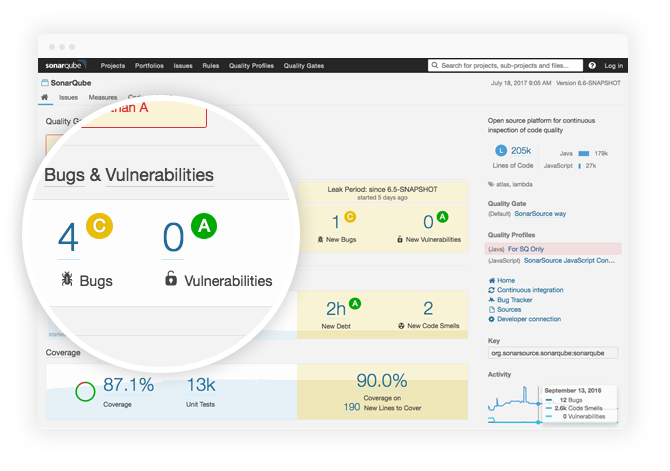 sonarqube Projects Portfolios Issues Rules Quality Profiles Quality Gates Search for projects, sub-projects and files... Log in
SonarQube July 18, 2017 9:05 AM Version 6.6-SNAPSHOT
Issues Measures
Quality
than A
Bugs & Vulnerabilities
4 C 0 A
Bugs Vulnerabilities
Leak Period: since 6.5-SNAPSHOT
started 5 days ago
1 C 0 A
New Bugs New Vulnerabilities
2h A 2
New Debt New Code Smells
Coverage
87.1% 13k
Coverage Unit Tests
90.0%
Coverage on
190 New Lines to Cover
Open source platform for continuous
inspection of code quality
L 205k Java 179k
Lines of Code JavaScript 27k
atlas, lambda
Quality Gate
(Default) SonarSource way
Quality Profiles
(Java) For SQ Only
(JavaScript) SonarSource JavaScript Con...
Home
Continuous integration
Bug Tracker
Sources
Developer connection
Key
org.sonarsource.sonarqube:sonarqube
Activity
September 13, 2016
12 Bugs
2.6k Code Smells
0 Vulnerabilities